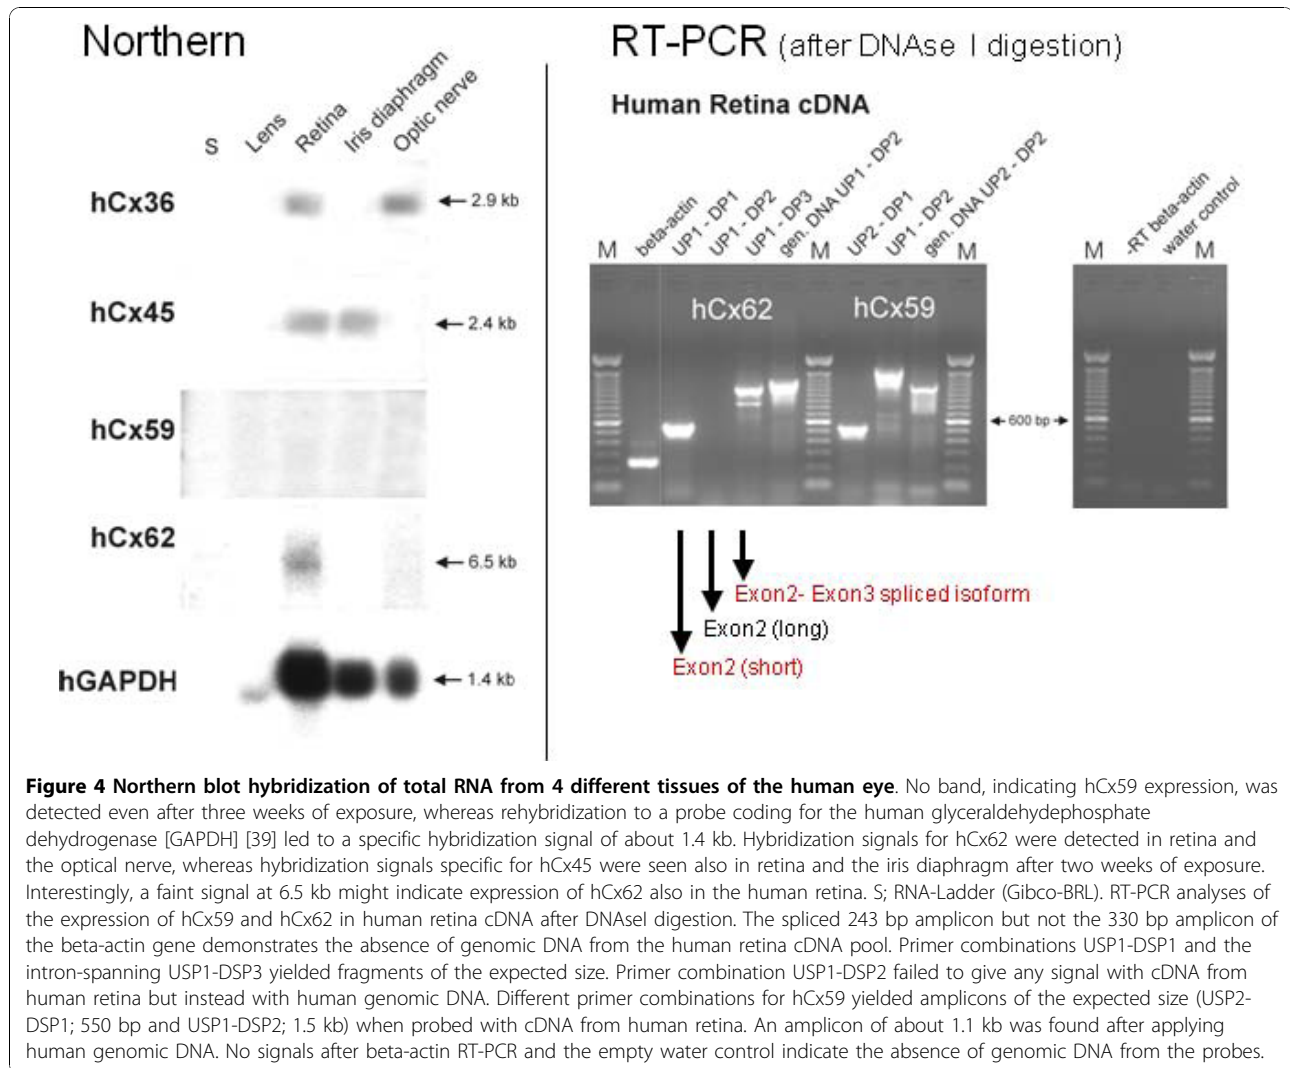 Northern
S
Lens
Retina
Iris diaphragm
Optic nerve
hCx36
2.9 kb
hCx45
2.4 kb
hCx59
hCx62
6.5 kb
hGAPDH
1.4 kb
RT-PCR (after DNAse I digestion)
Human Retina cDNA
M
beta-actin
UP1 - DP1
UP1 - DP2
UP1 - DP3
gen. DNA UP1 - DP2
M
UP2 - DP1
UP1 - DP2
gen. DNA UP2 - DP2
M
M
-RT beta-actin
water control
M
hCx62
hCx59
600 bp
Exon2- Exon3 spliced isoform
Exon2 (long)
Exon2 (short)
Figure 4 Northern blot hybridization of total RNA from 4 different tissues of the human eye. No band, indicating hCx59 expression, was
detected even after three weeks of exposure, whereas rehybridization to a probe coding for the human glyceraldehydephosphate
dehydrogenase [GAPDH] [39] led to a specific hybridization signal of about 1.4 kb. Hybridization signals for hCx62 were detected in retina and
the optical nerve, whereas hybridization signals specific for hCx45 were seen also in retina and the iris diaphragm after two weeks of exposure.
Interestingly, a faint signal at 6.5 kb might indicate expression of hCx62 also in the human retina. S; RNA-Ladder (Gibco-BRL). RT-PCR analyses of
the expression of hCx59 and hCx62 in human retina cDNA after DNAseI digestion. The spliced 243 bp amplicon but not the 330 bp amplicon of
the beta-actin gene demonstrates the absence of genomic DNA from the human retina cDNA pool. Primer combinations USP1-DSP1 and the
intron-spanning USP1-DSP3 yielded fragments of the expected size. Primer combination USP1-DSP2 failed to give any signal with cDNA from
human retina but instead with human genomic DNA. Different primer combinations for hCx59 yielded amplicons of the expected size (USP2-
DSP1; 550 bp and USP1-DSP2; 1.5 kb) when probed with cDNA from human retina. An amplicon of about 1.1 kb was found after applying
human genomic DNA. No signals after beta-actin RT-PCR and the empty water control indicate the absence of genomic DNA from the probes.